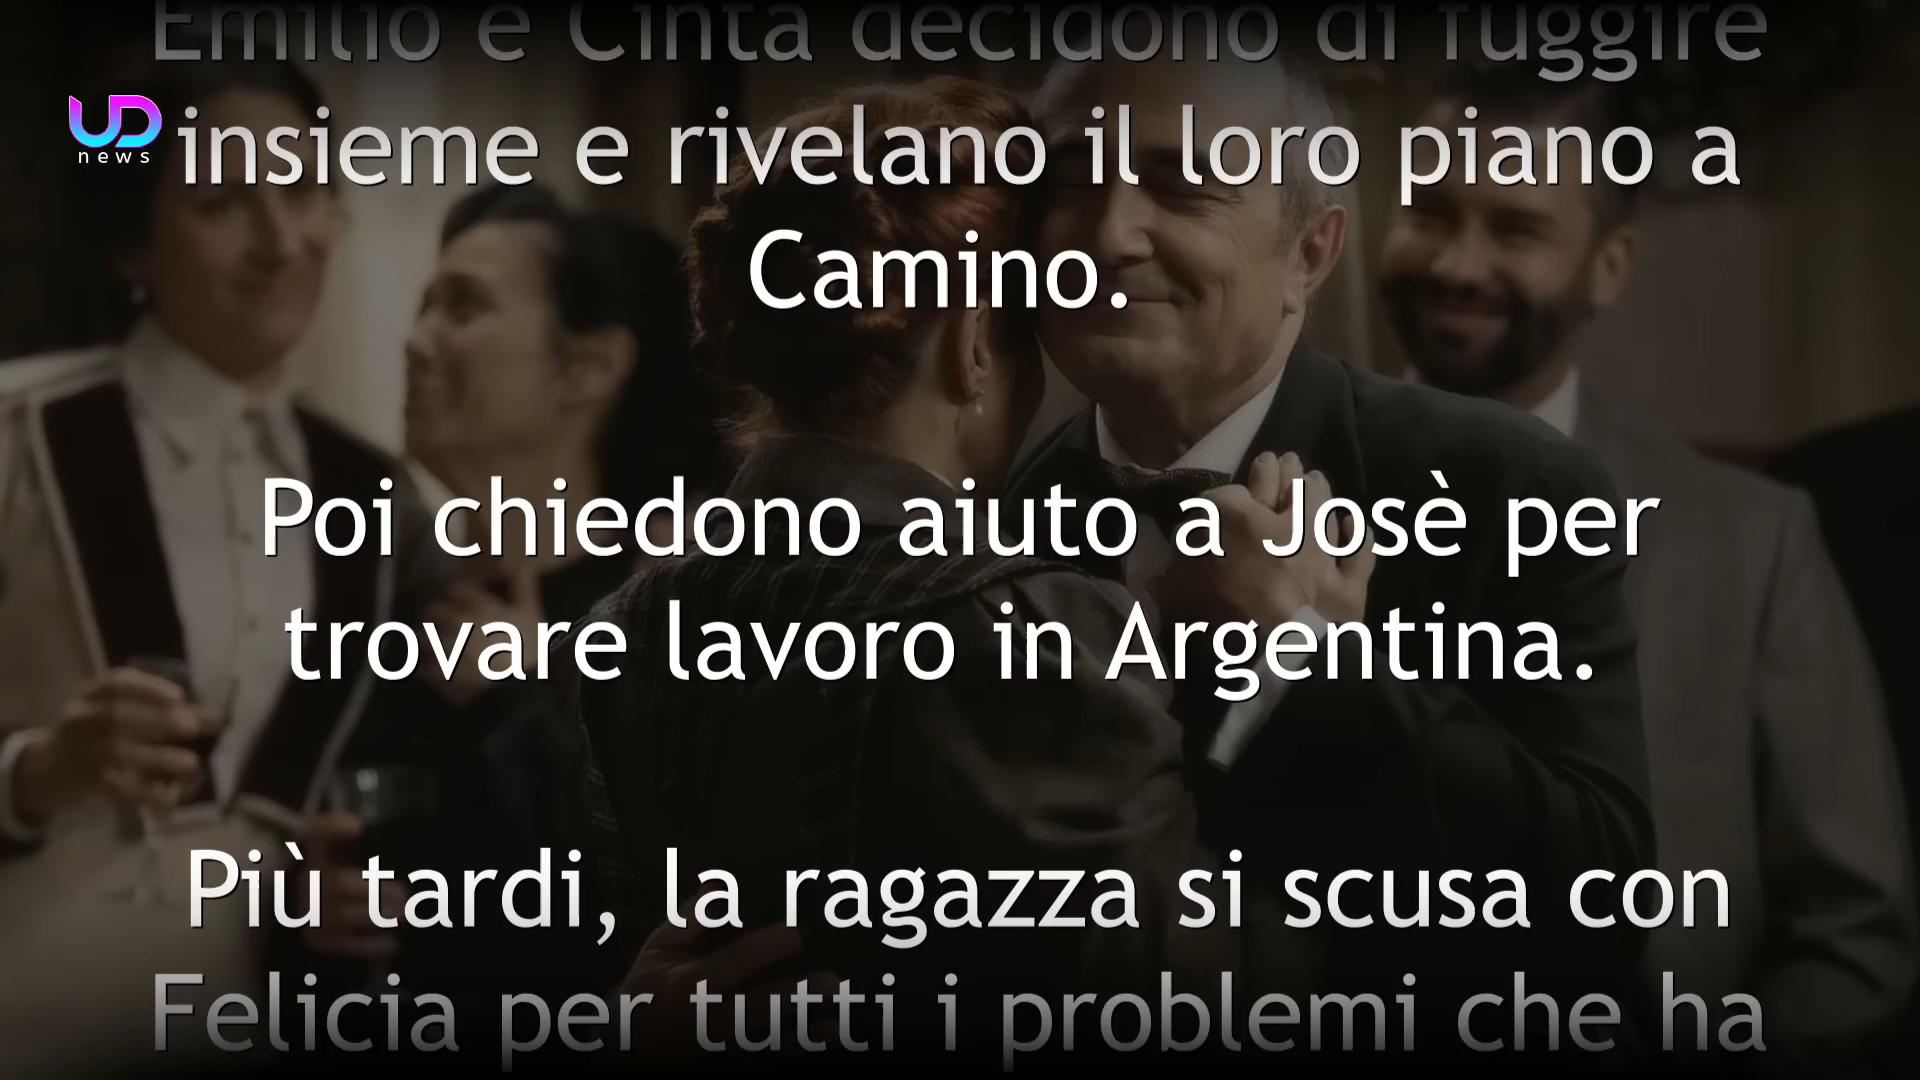 Emilio e Cinta decidono di fuggire
UD
news
insieme e rivelano il loro piano a
Camino.
Poi chiedono aiuto a Josè per
trovare lavoro in Argentina.
Più tardi, la ragazza si scusa con
Felicia per tutti i problemi che ha